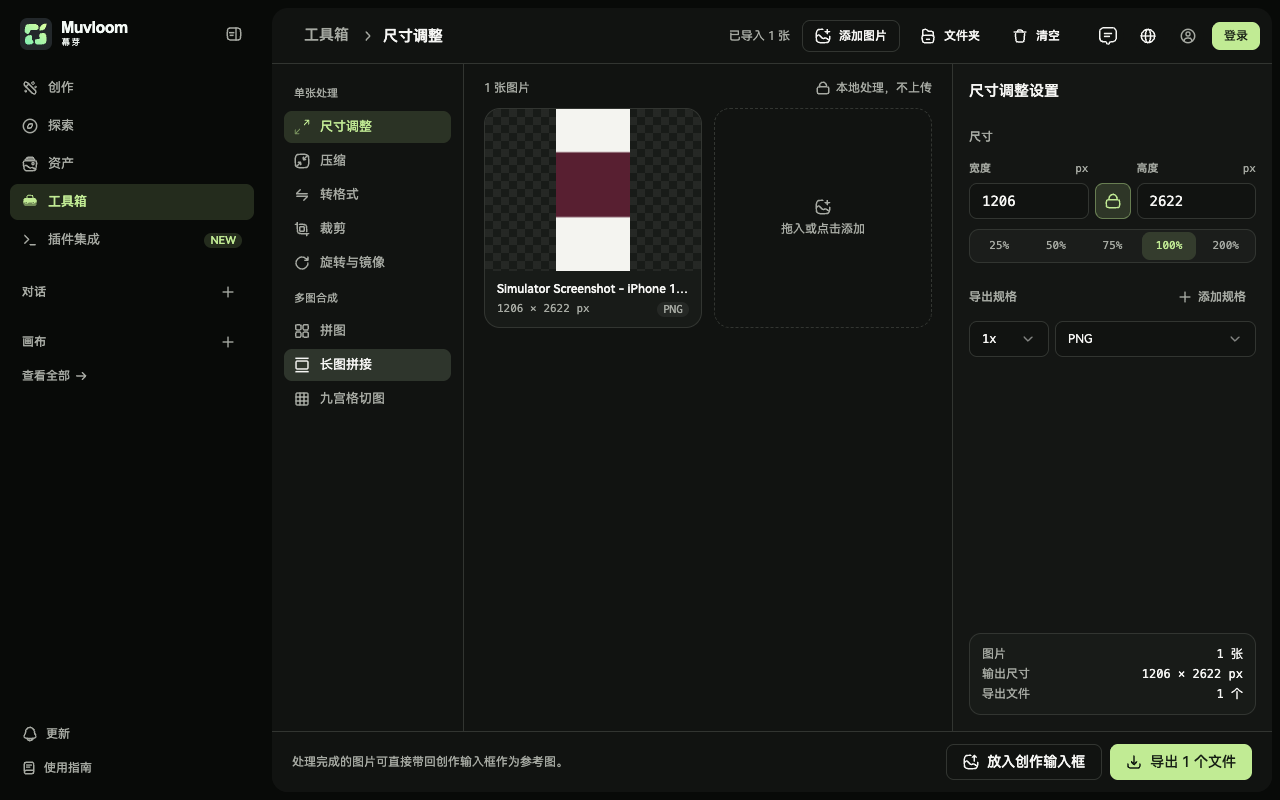 Muvloom
幕芽
创作
探索
资产
工具箱
插件集成 NEW
对话
画布
查看全部
更新
使用指南
工具箱 > 尺寸调整
已导入 1 张
添加图片
文件夹
清空
登录
单张处理
尺寸调整
压缩
转格式
裁剪
旋转与镜像
多图合成
拼图
长图拼接
九宫格切图
1 张图片
本地处理，不上传
Simulator Screenshot - iPhone 1...
1206 × 2622 px PNG
拖入或点击添加
尺寸调整设置
尺寸
宽度 px 高度 px
1206 2622
25% 50% 75% 100% 200%
导出规格 添加规格
1x PNG
图片 1 张
输出尺寸 1206 × 2622 px
导出文件 1 个
处理完成的图片可直接带回创作输入框作为参考图。
放入创作输入框
导出 1 个文件